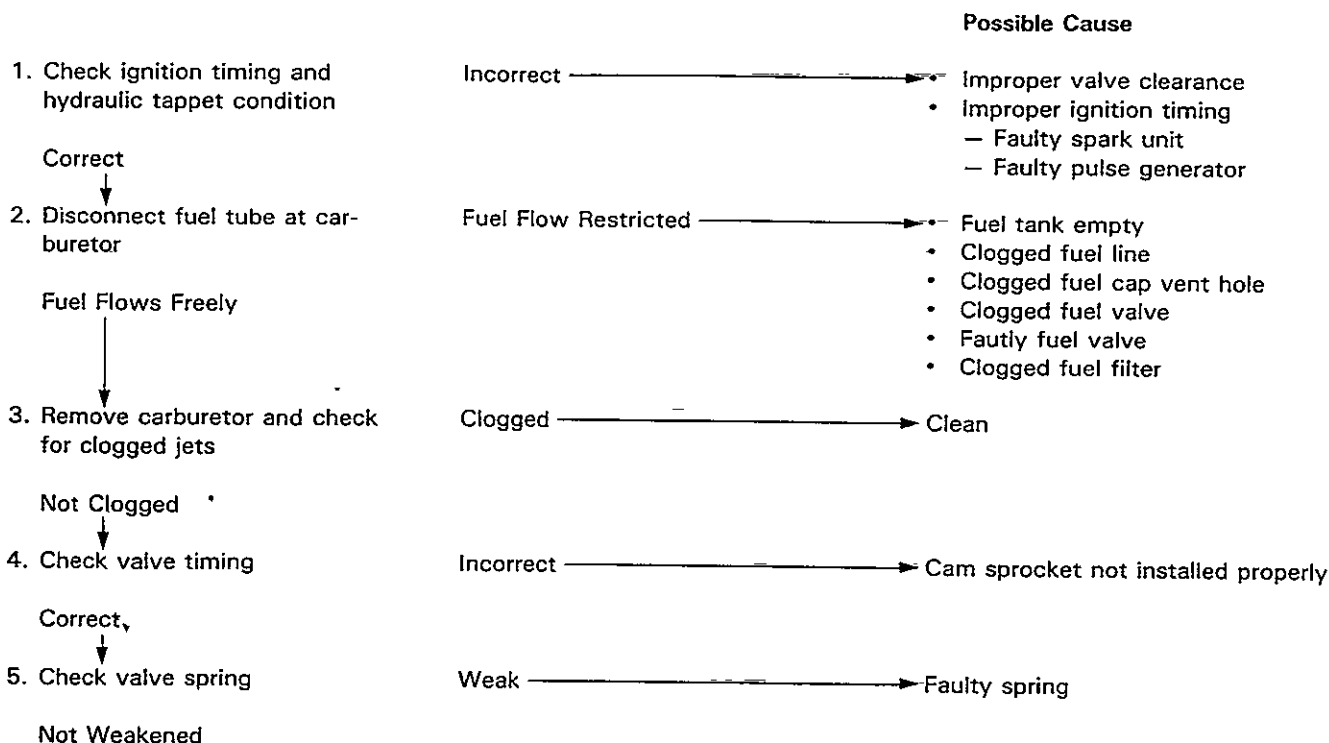 Possible Cause
1. Check ignition timing and
hydraulic tappet condition
Incorrect
• Improper valve clearance
• Improper ignition timing
— Faulty spark unit
— Faulty pulse generator
Correct
2. Disconnect fuel tube at car-
buretor
Fuel Flow Restricted
• Fuel tank empty
• Clogged fuel line
• Clogged fuel cap vent hole
• Clogged fuel valve
• Fautly fuel valve
• Clogged fuel filter
Fuel Flows Freely
3. Remove carburetor and check
for clogged jets
Clogged
Clean
Not Clogged
4. Check valve timing
Incorrect
Cam sprocket not installed properly
Correct
5. Check valve spring
Weak
Faulty spring
Not Weakened